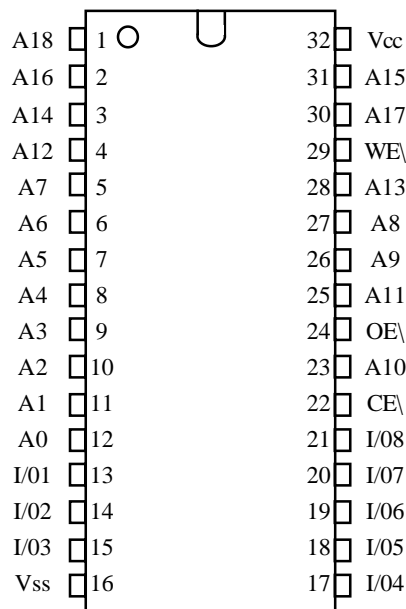 A18 1 32 Vcc
A16 2 31 A15
A14 3 30 A17
A12 4 29 WE\
A7 5 28 A13
A6 6 27 A8
A5 7 26 A9
A4 8 25 A11
A3 9 24 OE\
A2 10 23 A10
A1 11 22 CE\
A0 12 21 I/08
I/01 13 20 I/07
I/02 14 19 I/06
I/03 15 18 I/05
Vss 16 17 I/04